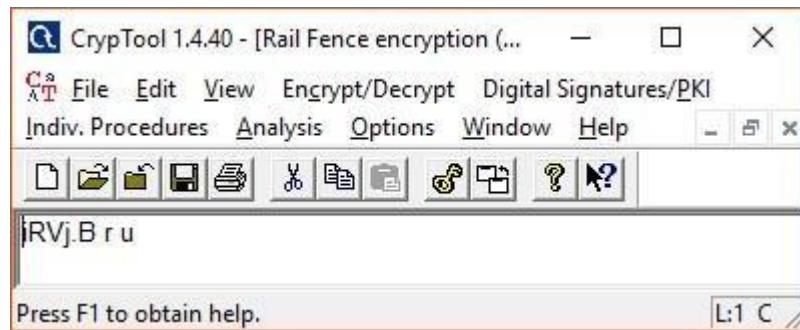 CrypTool 1.4.40 - [Rail Fence encryption (...
File Edit View Encrypt/Decrypt Digital Signatures/PKI
Indiv. Procedures Analysis Options Window Help
iRVj.B r u
Press F1 to obtain help. L:1 C